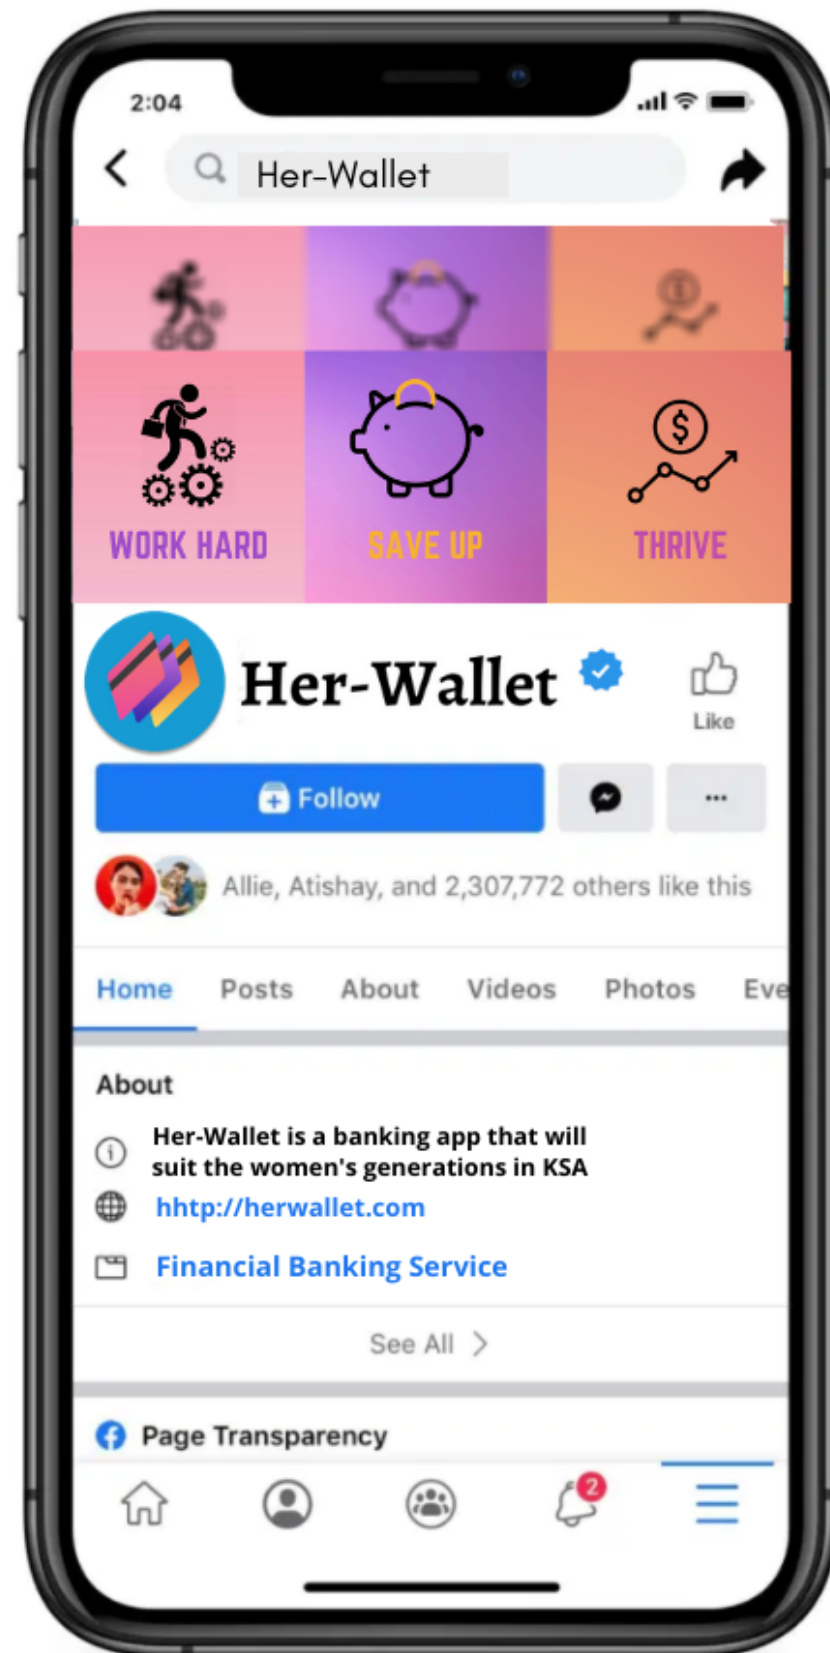 2:04
Her-Wallet
WORK HARD
SAVE UP
THRIVE
Her-Wallet
Like
Follow
Allie, Atishay, and 2,307,772 others like this
Home Posts About Videos Photos Eve
About
Her-Wallet is a banking app that will
suit the women's generations in KSA
hhtp://herwallet.com
Financial Banking Service
See All
Page Transparency
2